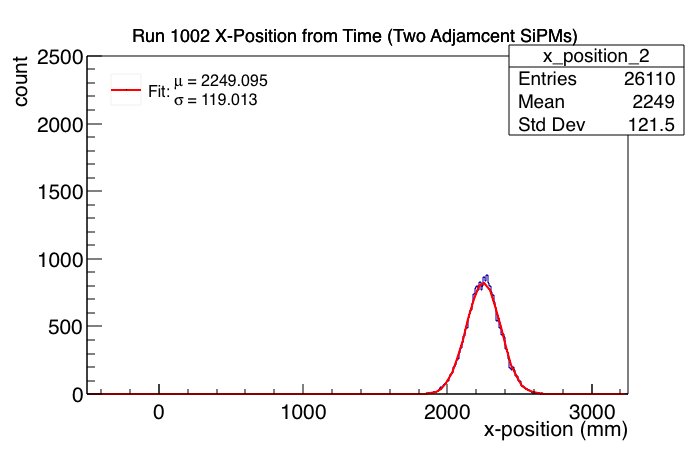 Run 1002 X-Position from Time (Two Adjamcent SiPMs)
x_position_2
Entries 26110
Mean 2249
Std Dev 121.5
Fit: μ = 2249.095
σ = 119.013
count
2500
2000
1500
1000
500
0
0 1000 2000 3000
x-position (mm)